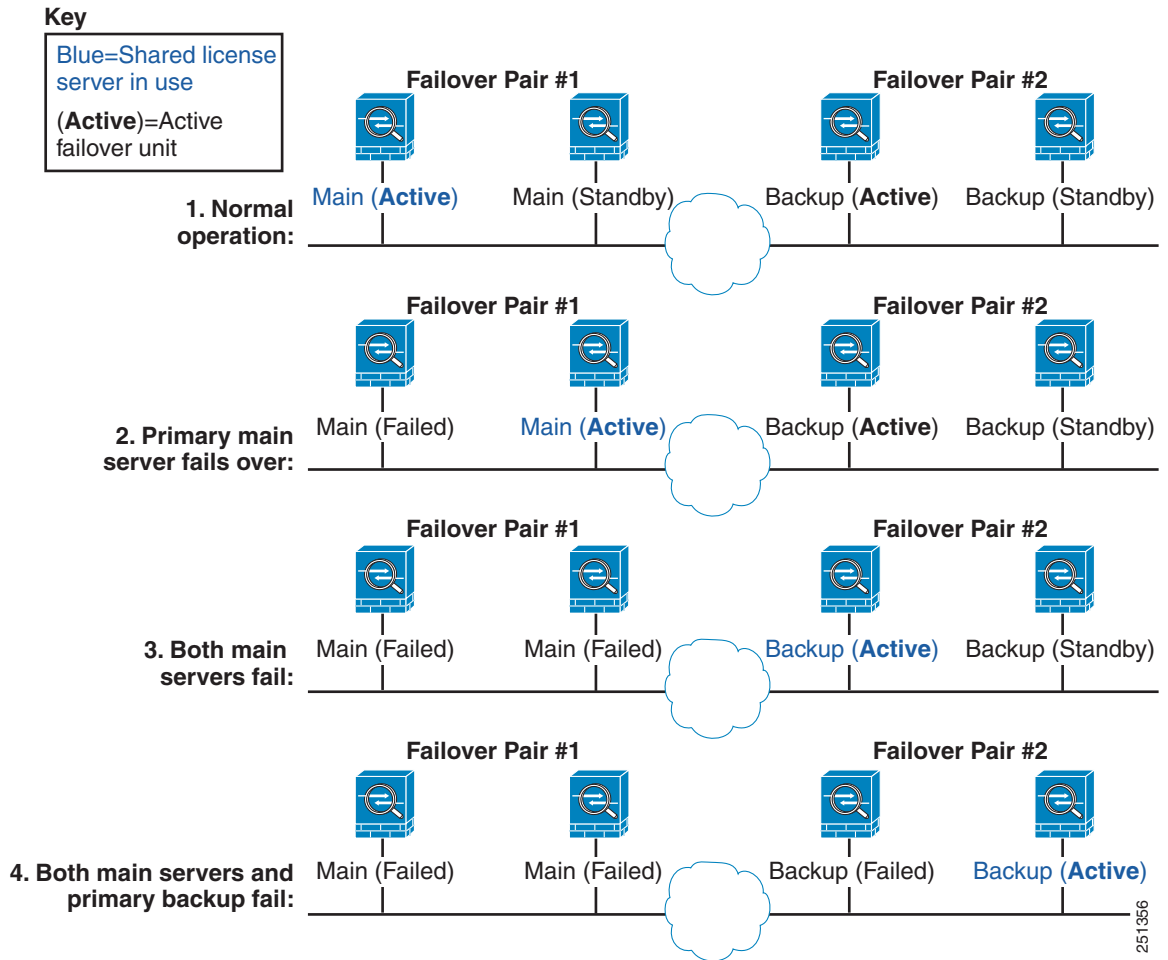 Key
Blue=Shared license
server in use
(Active)=Active
failover unit
Failover Pair #1
Failover Pair #2
1. Normal
operation:
Main (Active)
Main (Standby)
Backup (Active)
Backup (Standby)
Failover Pair #1
Failover Pair #2
2. Primary main
server fails over:
Main (Failed)
Main (Active)
Backup (Active)
Backup (Standby)
Failover Pair #1
Failover Pair #2
3. Both main
servers fail:
Main (Failed)
Main (Failed)
Backup (Active)
Backup (Standby)
Failover Pair #1
Failover Pair #2
4. Both main servers and
primary backup fail:
Main (Failed)
Main (Failed)
Backup (Failed)
Backup (Active)
251356